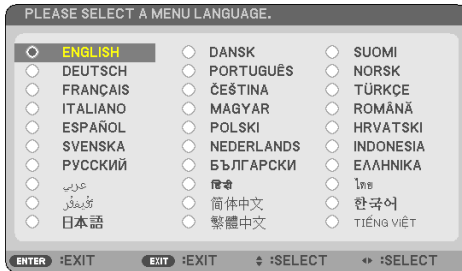 PLEASE SELECT A MENU LANGUAGE.
ENGLISH DANSK SUOMI
DEUTSCH PORTUGUÊS NORSK
FRANÇAIS ČEŠTINA TÜRKÇE
ITALIANO MAGYAR ROMÂNĂ
ESPAÑOL POLSKI HRVATSKI
SVENSKA NEDERLANDS INDONESIA
РУССКИЙ БЪЛГАРСКИ ΕΛΛΗΝΙΚΑ
عربي हिंदी ไทย
简体中文 한국어
日本語 繁體中文 TIẾNG VIỆT
ENTER :EXIT EXIT :EXIT :SELECT :SELECT